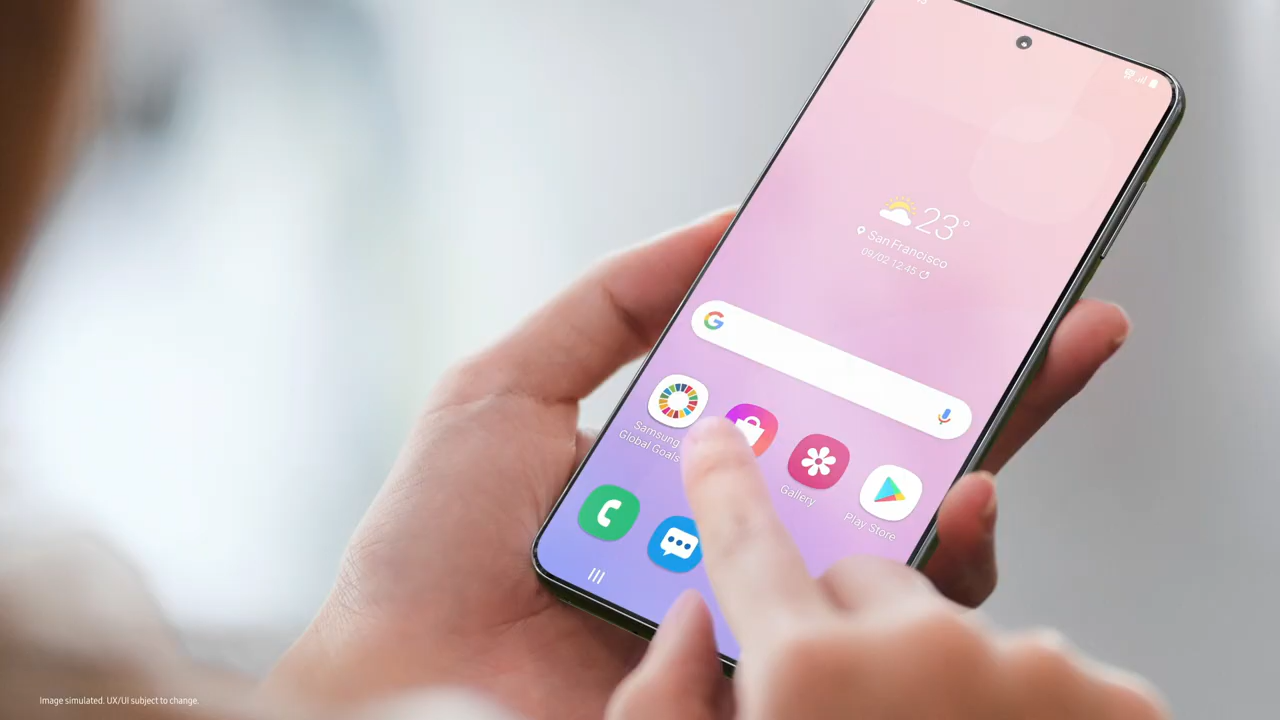 23°
San Francisco
09/02 12:45
Samsung
Global Goals
Gallery
Play Store
Image simulated. UX/UI subject to change.